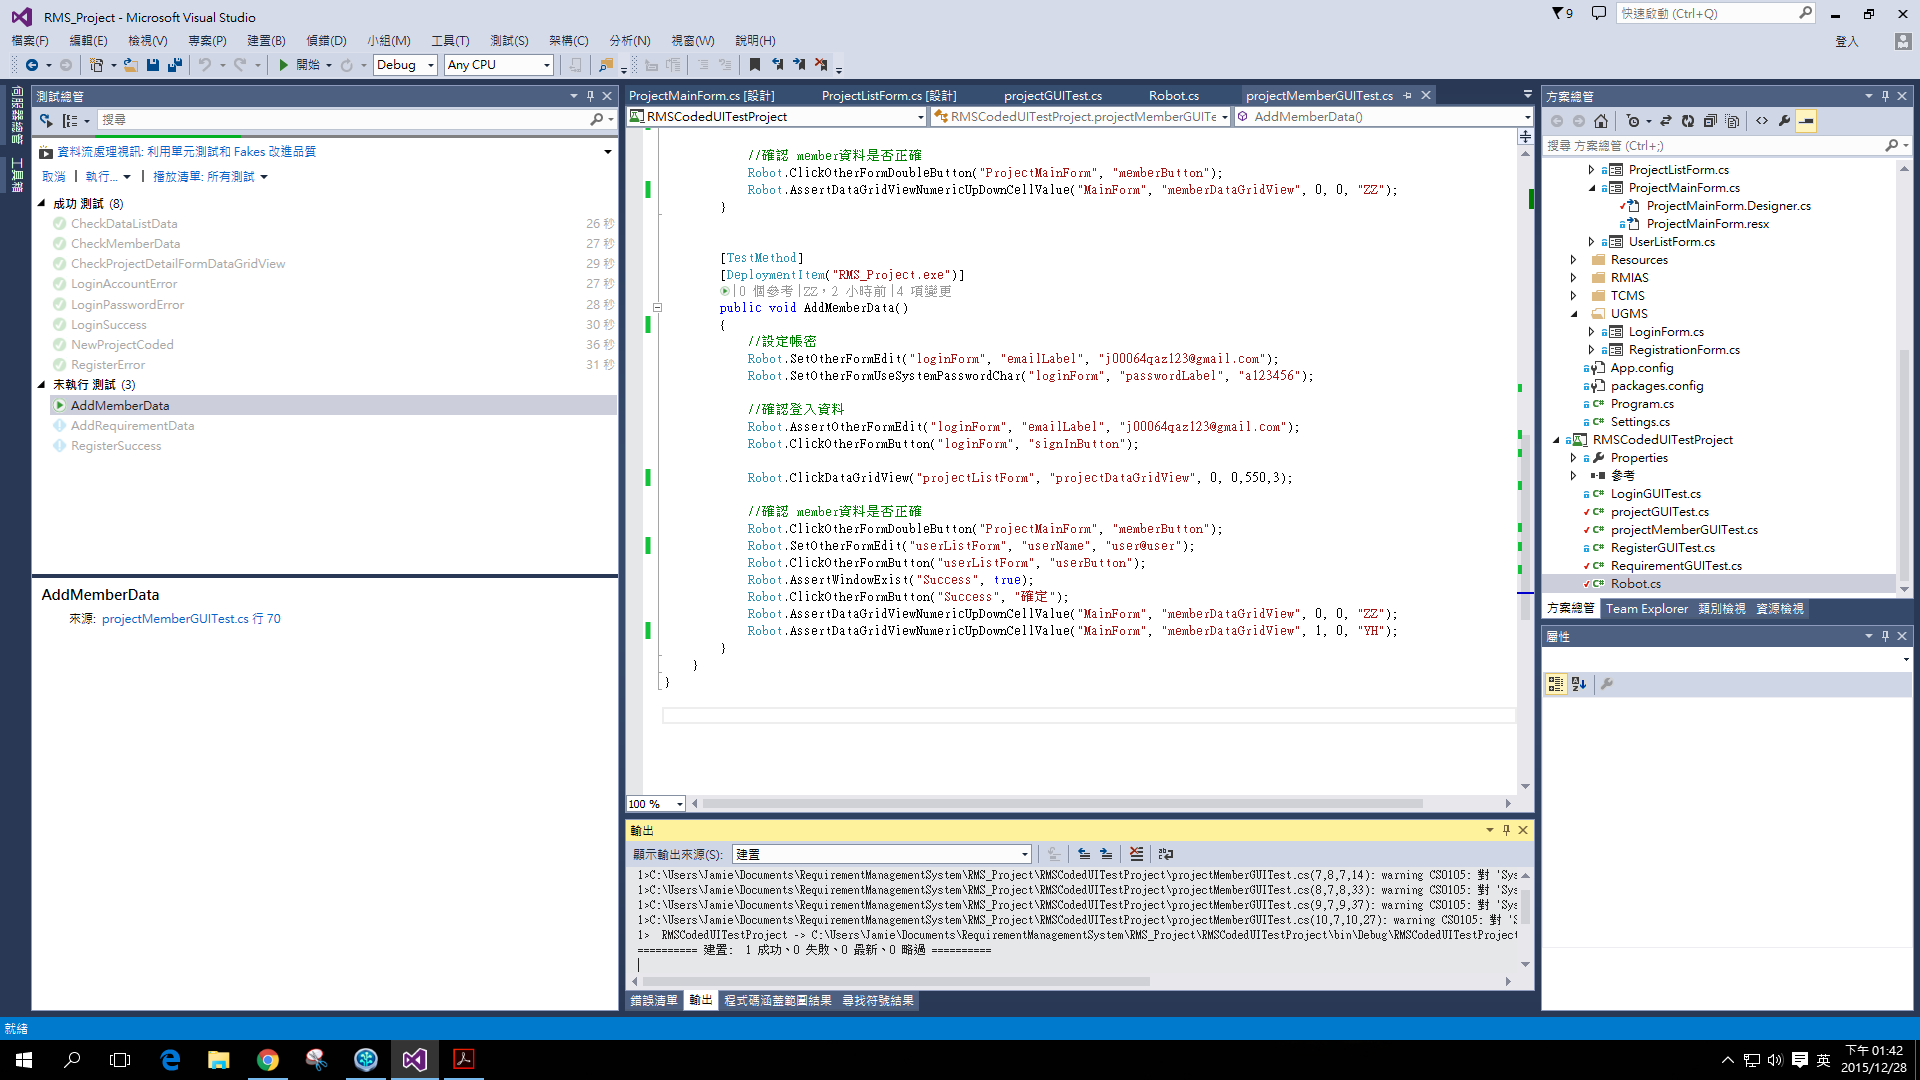 RMS_Project - Microsoft Visual Studio
9
快速啟動 (Ctrl+Q)
檔案(F) 編輯(E) 檢視(V) 專案(P) 建置(B) 偵錯(D) 小組(M) 工具(T) 測試(S) 架構(C) 分析(N) 視窗(W) 說明(H)
登入
開始 Debug Any CPU
伺服器總管
工具箱
測試總管
搜尋
資料流處理視訊: 利用單元測試和 Fakes 改進品質
取消 執行... 播放清單: 所有測試
成功 測試 (8)
CheckDataListData 26 秒
CheckMemberData 27 秒
CheckProjectDetailFormDataGridView 29 秒
LoginAccountError 27 秒
LoginPasswordError 28 秒
LoginSuccess 30 秒
NewProjectCoded 36 秒
RegisterError 31 秒
未執行 測試 (3)
AddMemberData
AddRequirementData
RegisterSuccess
AddMemberData
來源: projectMemberGUITest.cs 行 70
ProjectMainForm.cs [設計] ProjectListForm.cs [設計] projectGUITest.cs Robot.cs projectMemberGUITest.cs
RMSCodedUITestProject RMSCodedUITestProject.projectMemberGUITe AddMemberData()
//確認 member資料是否正確
Robot.ClickOtherFormDoubleButton("ProjectMainForm", "memberButton");
Robot.AssertDataGridViewNumericUpDownCellValue("MainForm", "memberDataGridView", 0, 0, "ZZ");
}
[TestMethod]
[DeploymentItem("RMS_Project.exe")]
|0 個參考|ZZ，2 小時前|4 項變更
public void AddMemberData()
{
//設定帳密
Robot.SetOtherFormEdit("loginForm", "emailLabel", "j00064qaz123@gmail.com");
Robot.SetOtherFormUseSystemPasswordChar("loginForm", "passwordLabel", "a123456");
//確認登入資料
Robot.AssertOtherFormEdit("loginForm", "emailLabel", "j00064qaz123@gmail.com");
Robot.ClickOtherFormButton("loginForm", "signInButton");
Robot.ClickDataGridView("projectListForm", "projectDataGridView", 0, 0,550,3);
//確認 member資料是否正確
Robot.ClickOtherFormDoubleButton("ProjectMainForm", "memberButton");
Robot.SetOtherFormEdit("userListForm", "userName", "user@user");
Robot.ClickOtherFormButton("userListForm", "userButton");
Robot.AssertWindowExist("Success", true);
Robot.ClickOtherFormButton("Success", "確定");
Robot.AssertDataGridViewNumericUpDownCellValue("MainForm", "memberDataGridView", 0, 0, "ZZ");
Robot.AssertDataGridViewNumericUpDownCellValue("MainForm", "memberDataGridView", 1, 0, "YH");
}
}
}
100 %
輸出
顯示輸出來源(S): 建置
1>C:\Users\Jamie\Documents\RequirementManagementSystem\RMS_Project\RMSCodedUITestProject\projectMemberGUITest.cs(7,8,7,14): warning CS0105: 對 'Sys
1>C:\Users\Jamie\Documents\RequirementManagementSystem\RMS_Project\RMSCodedUITestProject\projectMemberGUITest.cs(8,7,8,33): warning CS0105: 對 'Sys
1>C:\Users\Jamie\Documents\RequirementManagementSystem\RMS_Project\RMSCodedUITestProject\projectMemberGUITest.cs(9,7,9,37): warning CS0105: 對 'Sys
1>C:\Users\Jamie\Documents\RequirementManagementSystem\RMS_Project\RMSCodedUITestProject\projectMemberGUITest.cs(10,7,10,27): warning CS0105: 對 'S
1> RMSCodedUITestProject -> C:\Users\Jamie\Documents\RequirementManagementSystem\RMS_Project\RMSCodedUITestProject\bin\Debug\RMSCodedUITestProject
========== 建置: 1 成功、0 失敗、0 最新、0 略過 ==========
錯誤清單 輸出 程式碼涵蓋範圍結果 尋找符號結果
方案總管
搜尋 方案總管 (Ctrl+;)
ProjectListForm.cs
ProjectMainForm.cs
ProjectMainForm.Designer.cs
ProjectMainForm.resx
UserListForm.cs
Resources
RMIAS
TCMS
UGMS
LoginForm.cs
RegistrationForm.cs
App.config
packages.config
Program.cs
Settings.cs
RMSCodedUITestProject
Properties
參考
LoginGUITest.cs
projectGUITest.cs
projectMemberGUITest.cs
RegisterGUITest.cs
RequirementGUITest.cs
Robot.cs
方案總管 Team Explorer 類別檢視 資源檢視
屬性
就緒
英
下午 01:42
2015/12/28